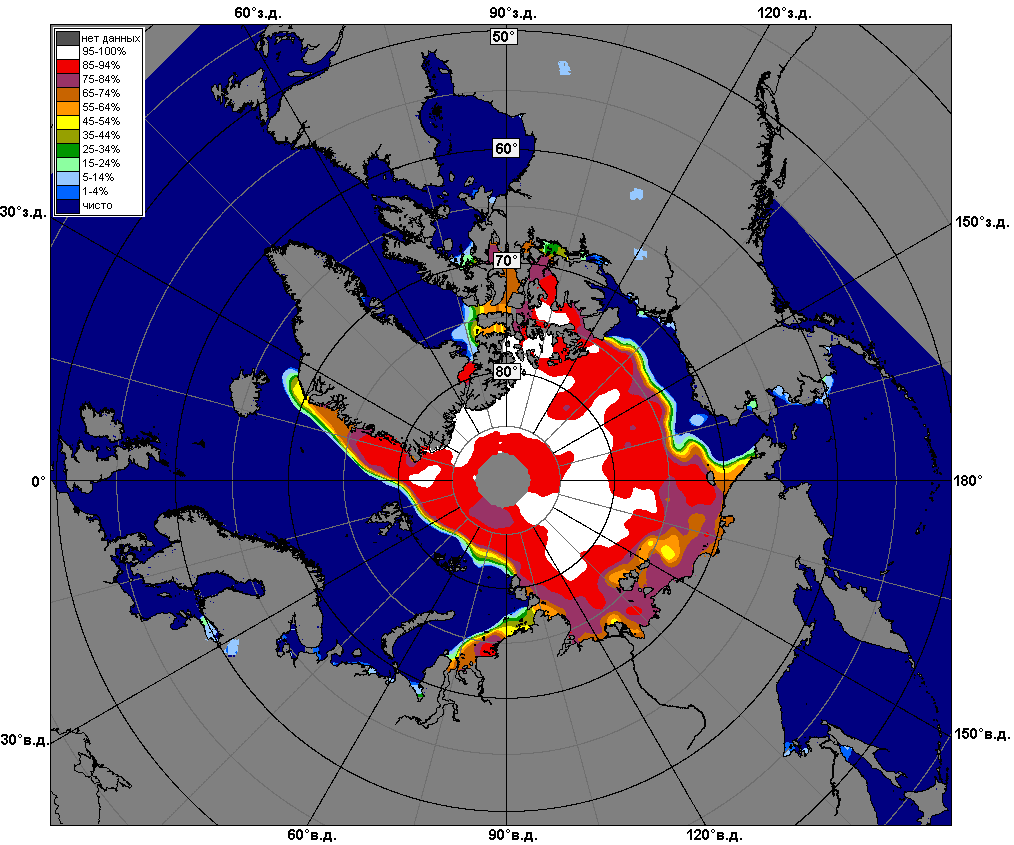 60°з.д.
90°з.д.
120°з.д.
50°
нет данных
95-100%
85-94%
75-84%
65-74%
55-64%
45-54%
35-44%
25-34%
15-24%
5-14%
1-4%
чисто
60°
30°з.д.
150°з.д.
70°
80°
0°
180°
30°в.д.
150°в.д.
60°в.д.
90°в.д.
120°в.д.